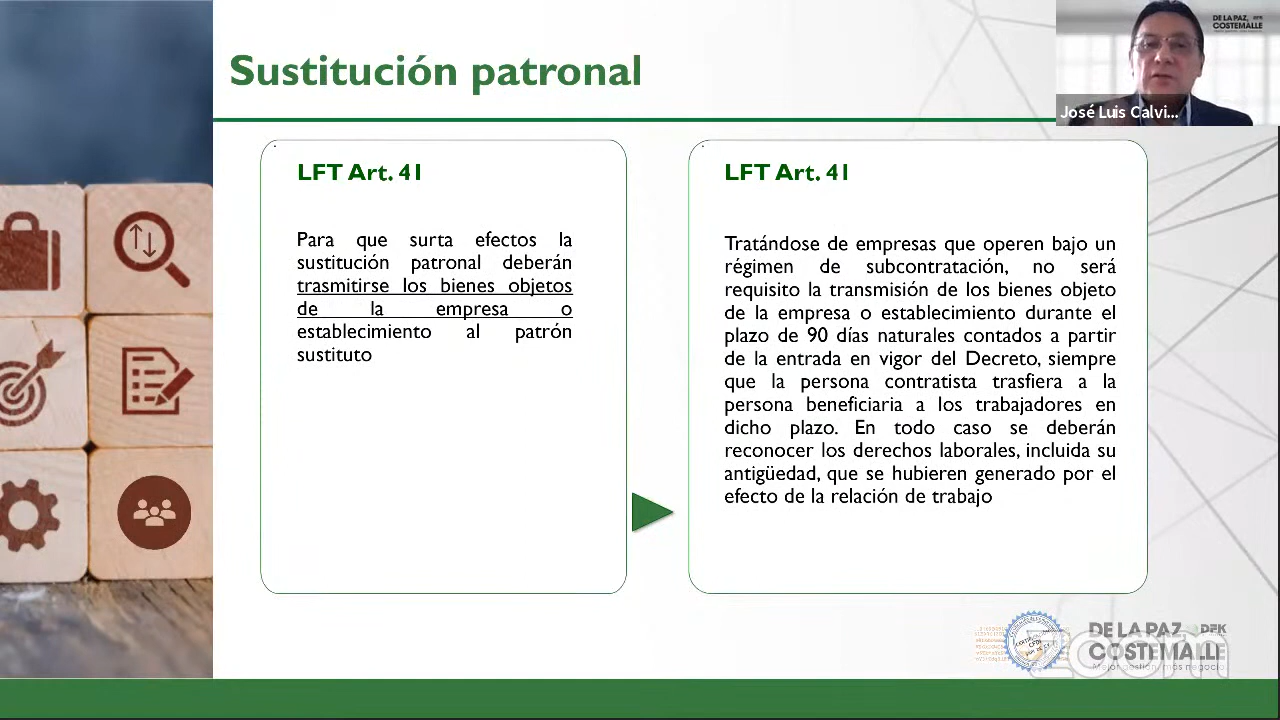 Sustitución patronal
DE LA PAZ,
COSTEMALLE
José Luis Calvi...
LFT Art. 41
Para que surta efectos la
sustitución patronal deberán
trasmitirse los bienes objetos
de la empresa o
establecimiento al patrón
sustituto
LFT Art. 41
Tratándose de empresas que operen bajo un
régimen de subcontratación, no será
requisito la transmisión de los bienes objeto
de la empresa o establecimiento durante el
plazo de 90 días naturales contados a partir
de la entrada en vigor del Decreto, siempre
que la persona contratista trasfiera a la
persona beneficiaria a los trabajadores en
dicho plazo. En todo caso se deberán
reconocer los derechos laborales, incluida su
antigüedad, que se hubieren generado por el
efecto de la relación de trabajo
DE LA PAZ DFK
COSTEMALLE
Mejor gestión, más negocio
zoom